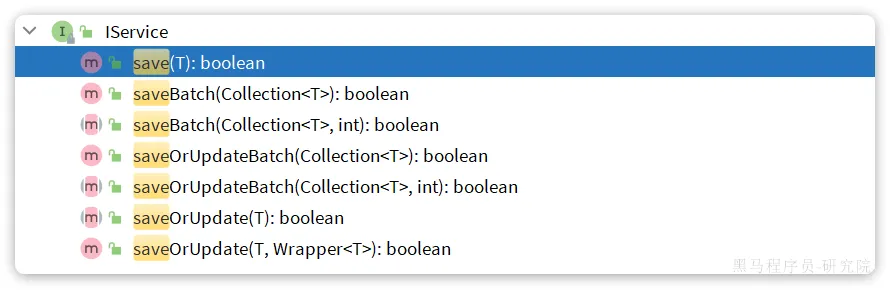 IService
m save(T): boolean
m saveBatch(Collection<T>): boolean
m saveBatch(Collection<T>, int): boolean
m saveOrUpdateBatch(Collection<T>): boolean
m saveOrUpdateBatch(Collection<T>, int): boolean
m saveOrUpdate(T): boolean
m saveOrUpdate(T, Wrapper<T>): boolean
黑马程序员-研究院